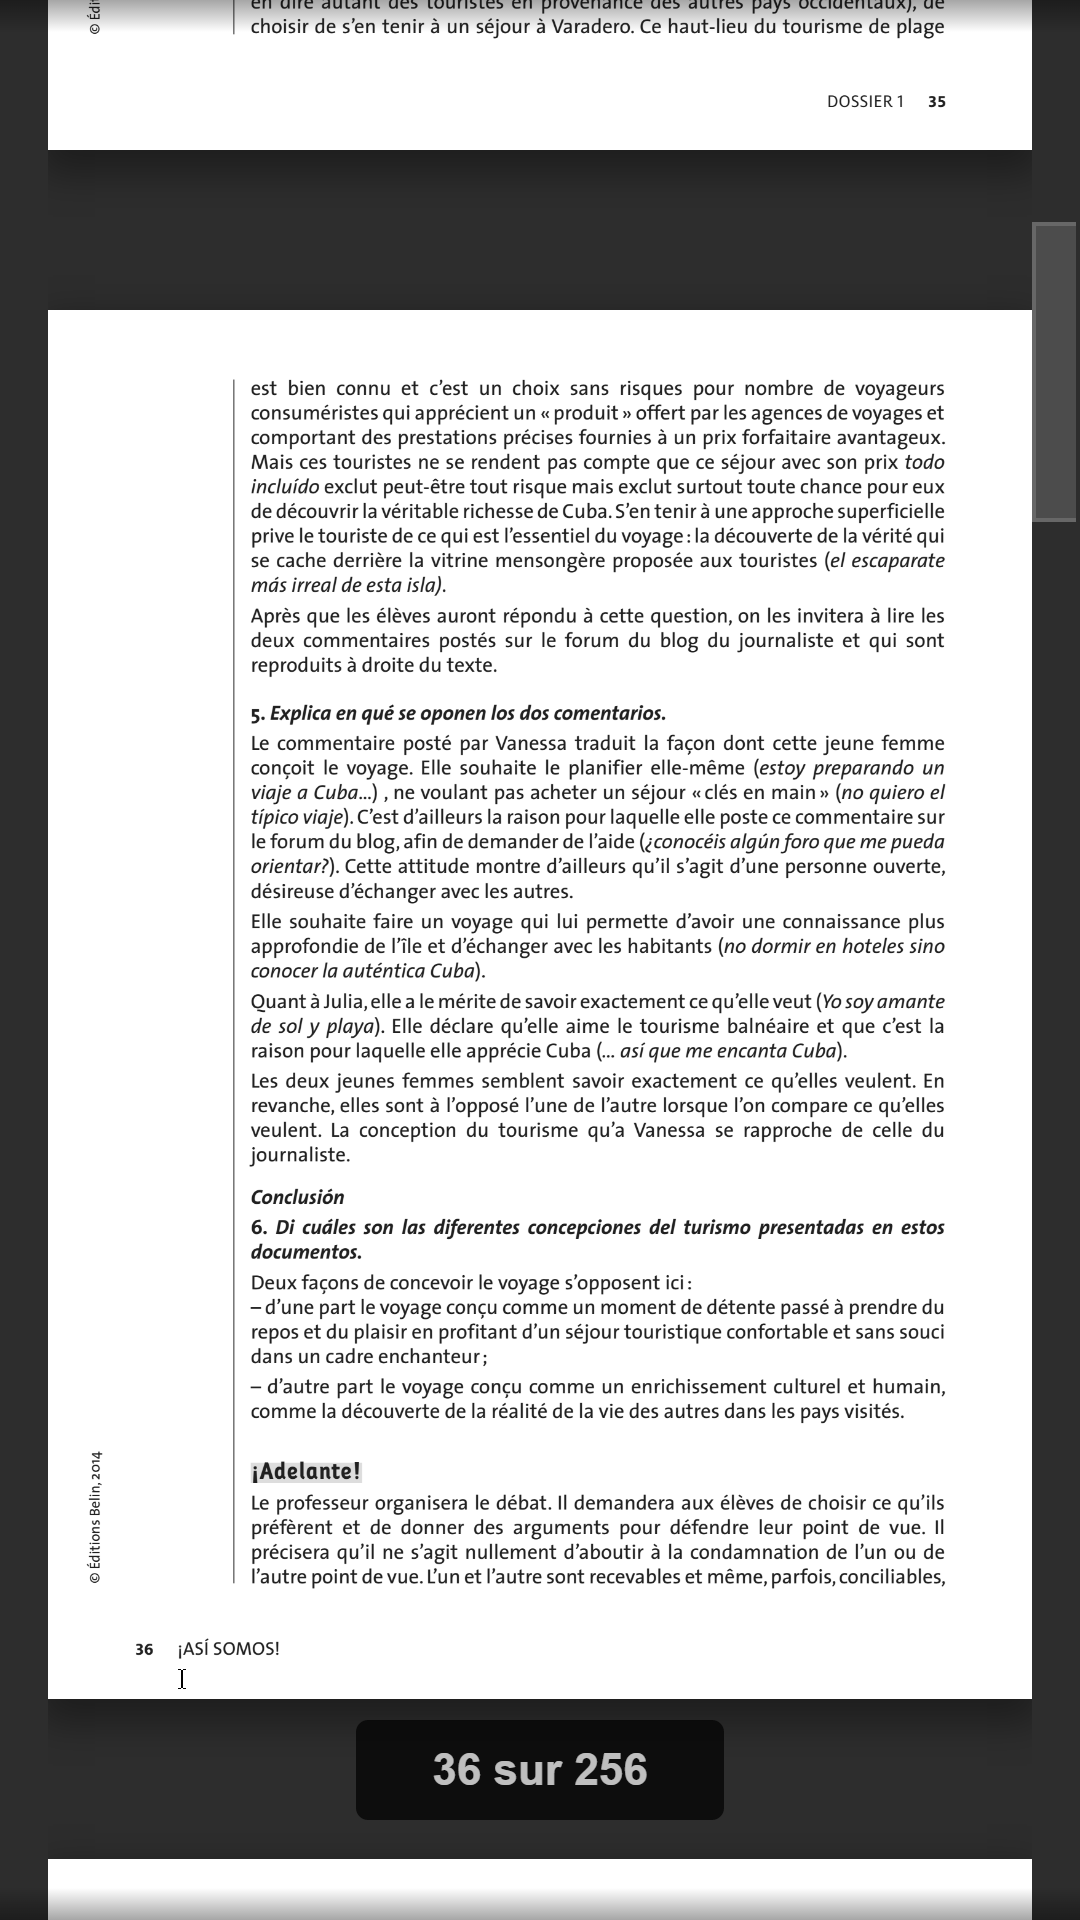 en dire autant des touristes en provenance des autres pays occidentaux), de
choisir de s'en tenir à un séjour à Varadero. Ce haut-lieu du tourisme de plage
DOSSIER 1 35
est bien connu et c'est un choix sans risques pour nombre de voyageurs
consuméristes qui apprécient un « produit » offert par les agences de voyages et
comportant des prestations précises fournies à un prix forfaitaire avantageux.
Mais ces touristes ne se rendent pas compte que ce séjour avec son prix todo
incluído exclut peut-être tout risque mais exclut surtout toute chance pour eux
de découvrir la véritable richesse de Cuba. S'en tenir à une approche superficielle
prive le touriste de ce qui est l'essentiel du voyage : la découverte de la vérité qui
se cache derrière la vitrine mensongère proposée aux touristes (el escaparate
más irreal de esta isla).
Après que les élèves auront répondu à cette question, on les invitera à lire les
deux commentaires postés sur le forum du blog du journaliste et qui sont
reproduits à droite du texte.
5. Explica en qué se oponen los dos comentarios.
Le commentaire posté par Vanessa traduit la façon dont cette jeune femme
conçoit le voyage. Elle souhaite le planifier elle-même (estoy preparando un
viaje a Cuba...) , ne voulant pas acheter un séjour « clés en main » (no quiero el
típico viaje). C'est d'ailleurs la raison pour laquelle elle poste ce commentaire sur
le forum du blog, afin de demander de l'aide (¿conocéis algún foro que me pueda
orientar?). Cette attitude montre d'ailleurs qu'il s'agit d'une personne ouverte,
désireuse d'échanger avec les autres.
Elle souhaite faire un voyage qui lui permette d'avoir une connaissance plus
approfondie de l'île et d'échanger avec les habitants (no dormir en hoteles sino
conocer la auténtica Cuba).
Quant à Julia, elle a le mérite de savoir exactement ce qu'elle veut (Yo soy amante
de sol y playa). Elle déclare qu'elle aime le tourisme balnéaire et que c'est la
raison pour laquelle elle apprécie Cuba (... así que me encanta Cuba).
Les deux jeunes femmes semblent savoir exactement ce qu'elles veulent. En
revanche, elles sont à l'opposé l'une de l'autre lorsque l'on compare ce qu'elles
veulent. La conception du tourisme qu'a Vanessa se rapproche de celle du
journaliste.
Conclusión
6. Di cuáles son las diferentes concepciones del turismo presentadas en estos
documentos.
Deux façons de concevoir le voyage s'opposent ici :
– d'une part le voyage conçu comme un moment de détente passé à prendre du
repos et du plaisir en profitant d'un séjour touristique confortable et sans souci
dans un cadre enchanteur ;
– d'autre part le voyage conçu comme un enrichissement culturel et humain,
comme la découverte de la réalité de la vie des autres dans les pays visités.
¡Adelante!
Le professeur organisera le débat. Il demandera aux élèves de choisir ce qu'ils
préfèrent et de donner des arguments pour défendre leur point de vue. Il
précisera qu'il ne s'agit nullement d'aboutir à la condamnation de l'un ou de
l'autre point de vue. L'un et l'autre sont recevables et même, parfois, conciliables,
© Éditions Belin, 2014
36 ¡ASÍ SOMOS!
36 sur 256